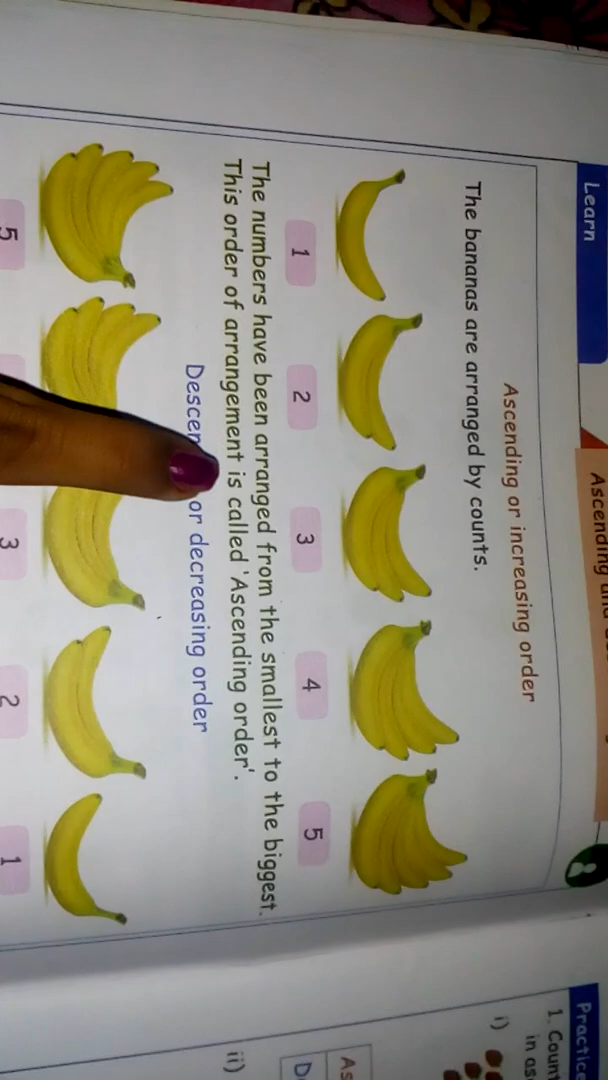 Learn
Ascending
Ascending or increasing order
The bananas are arranged by counts.
1 2 3 4 5
The numbers have been arranged from the smallest to the biggest.
This order of arrangement is called 'Ascending order'.
or decreasing order
5 3 2 1
Practice
1. Count
in as
i)
ii)